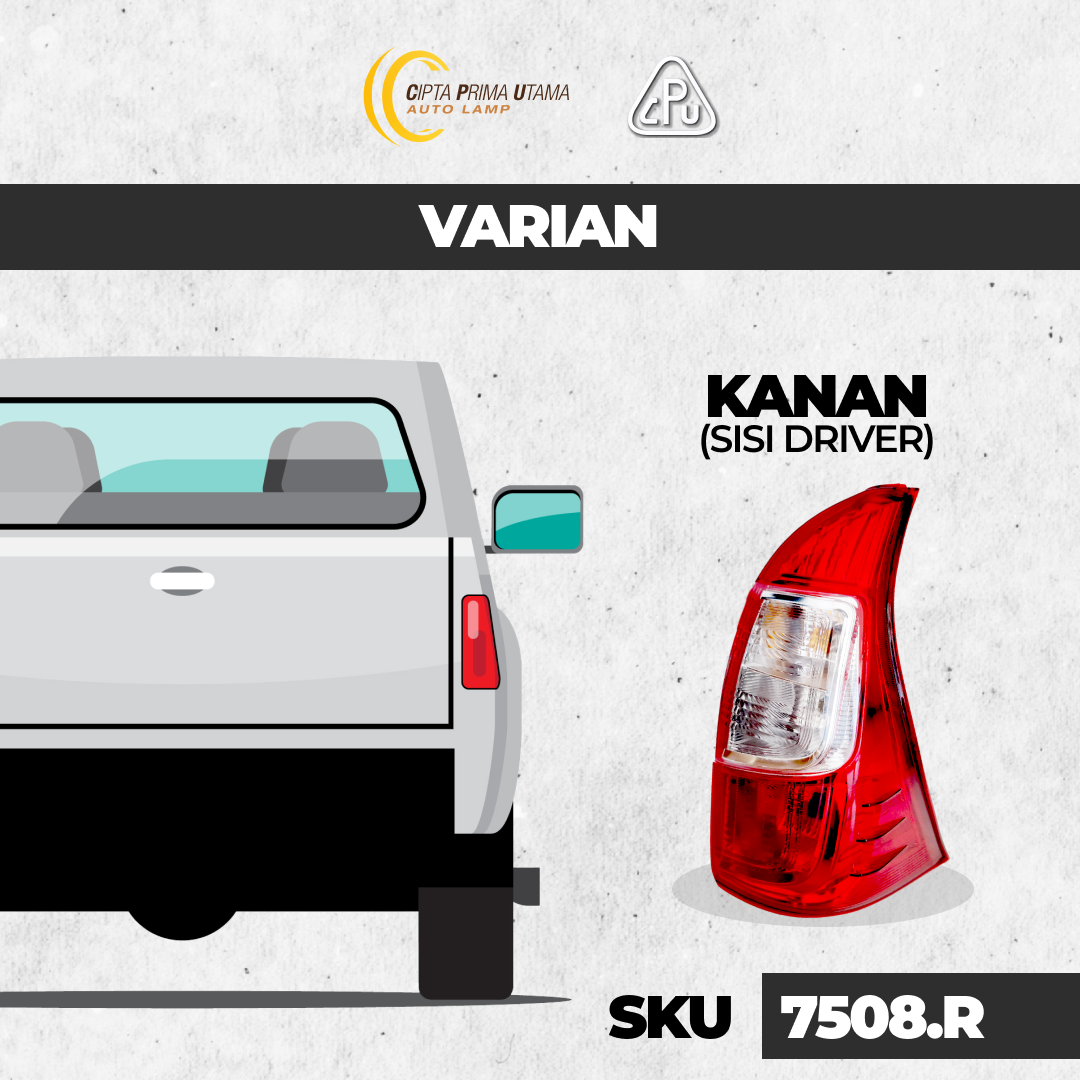 CIPTA PRIMA UTAMA
AUTO LAMP
CPU
VARIAN
KANAN
(SISI DRIVER)
SKU 7508.R